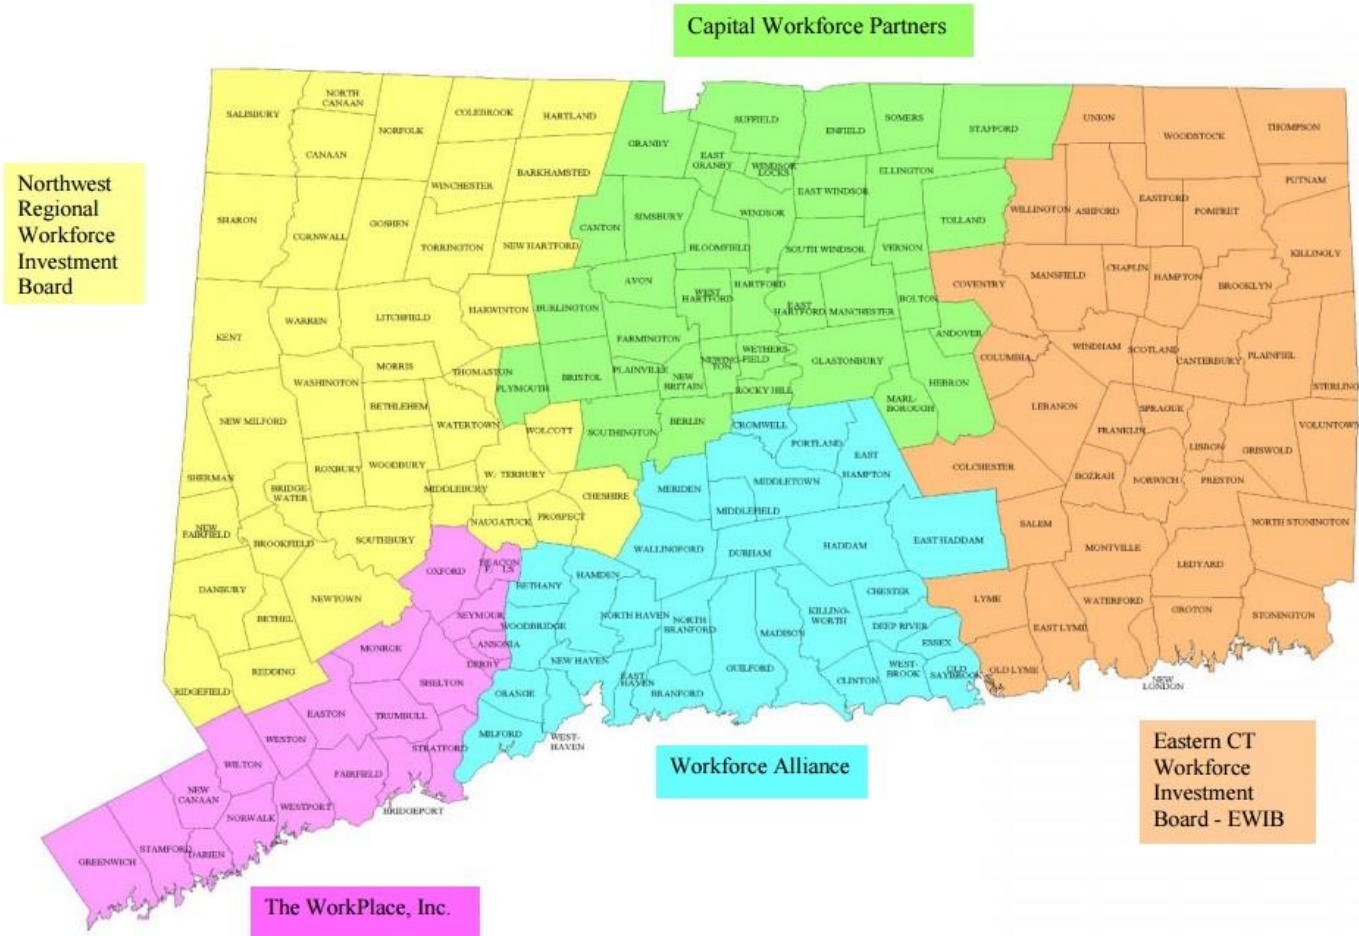 Capital Workforce Partners
Northwest
Regional
Workforce
Investment
Board
SALISBURY
NORTH
CANAAN
NORFOLK
COLEBROOK
HARTLAND
CANAAN
WINCHESTER
BARKHAMSTED
SHARON
CORNWALL
GOSHEN
TORRINGTON
NEW HARTFORD
KENT
WARREN
LITCHFIELD
HARWINTON
MORRIS
WASHINGTON
THOMASTON
BETHLEHEM
NEW MILFORD
WATERTOWN
WOLCOTT
SHERMAN
ROXBURY
WOODBURY
BRIDGE-
WATER
MIDDLEBURY
W. TERBURY
CHESHIRE
NEW
FAIRFIELD
BROOKFIELD
SOUTHBURY
NAUGATUCK
PROSPECT
DANBURY
NEWTOWN
BETHEL
REDDING
RIDGEFIELD
GRANBY
SUFFIELD
ENFIELD
SOMERS
STAFFORD
EAST
GRANBY
WINDSOR
LOCKS
ELLINGTON
EAST WINDSOR
CANTON
SIMSBURY
WINDSOR
TOLLAND
BLOOMFIELD
SOUTH WINDSOR
VERNON
AVON
BURLINGTON
WEST
HARTFORD
HARTFORD
EAST
HARTFORD
MANCHESTER
BOLTON
ANDOVER
FARMINGTON
WETHERS-
FIELD
NEWING-
TON
GLASTONBURY
PLYMOUTH
BRISTOL
PLAINVILLE
NEW
BRITAIN
ROCKY HILL
HEBRON
MARL-
BOROUGH
SOUTHINGTON
BERLIN
UNION
WOODSTOCK
THOMPSON
PUTNAM
WILLINGTON
ASHFORD
EASTFORD
POMFRET
KILLINGLY
COVENTRY
MANSFIELD
CHAPLIN
HAMPTON
BROOKLYN
COLUMBIA
WINDHAM
SCOTLAND
CANTERBURY
PLAINFIEL
STERLING
LEBANON
SPRAGUE
VOLUNTOWN
FRANKLIN
LISBON
GRISWOLD
COLCHESTER
BOZRAH
NORWICH
PRESTON
SALEM
NORTH STONINGTON
MONTVILLE
LEDYARD
LYME
WATERFORD
GROTON
STONINGTON
EAST LYME
OLD LYME
NEW
LONDON
CROMWELL
PORTLAND
EAST
HAMPTON
MERIDEN
MIDDLETOWN
MIDDLEFIELD
WALLINGFORD
DURHAM
HADDAM
EAST HADDAM
BETHANY
HAMDEN
CHESTER
WOODBRIDGE
NORTH HAVEN
NORTH
BRANFORD
KILLING-
WORTH
DEEP RIVER
MADISON
ESSEX
NEW HAVEN
GUILFORD
WEST-
BROOK
OLD
SAYBROOK
CLINTON
EAST
HAVEN
BRANFORD
ORANGE
MILFORD
WEST-
HAVEN
OXFORD
BEACON
F LS
SEYMOUR
ANSONIA
DERBY
MONROE
SHELTON
EASTON
TRUMBULL
WESTON
STRATFORD
WILTON
FAIRFIELD
NEW
CANAAN
BRIDGEPORT
WESTPORT
NORWALK
STAMFORD
DARIEN
GREENWICH
Workforce Alliance
Eastern CT
Workforce
Investment
Board - EWIB
The WorkPlace, Inc.